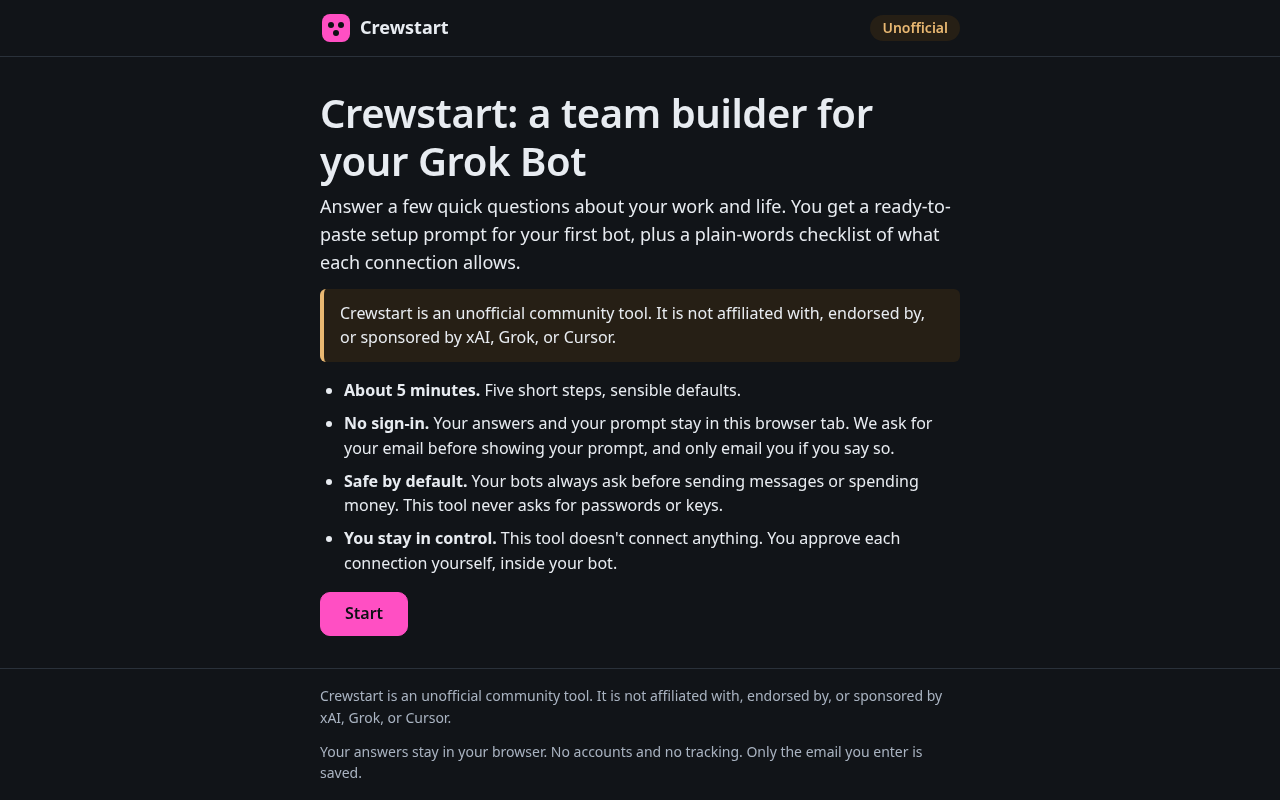 Crewstart
Unofficial
Crewstart: a team builder for
your Grok Bot
Answer a few quick questions about your work and life. You get a ready-to-
paste setup prompt for your first bot, plus a plain-words checklist of what
each connection allows.
Crewstart is an unofficial community tool. It is not affiliated with, endorsed by,
or sponsored by xAI, Grok, or Cursor.
About 5 minutes. Five short steps, sensible defaults.
No sign-in. Your answers and your prompt stay in this browser tab. We ask for
your email before showing your prompt, and only email you if you say so.
Safe by default. Your bots always ask before sending messages or spending
money. This tool never asks for passwords or keys.
You stay in control. This tool doesn't connect anything. You approve each
connection yourself, inside your bot.
Start
Crewstart is an unofficial community tool. It is not affiliated with, endorsed by, or sponsored by
xAI, Grok, or Cursor.
Your answers stay in your browser. No accounts and no tracking. Only the email you enter is
saved.